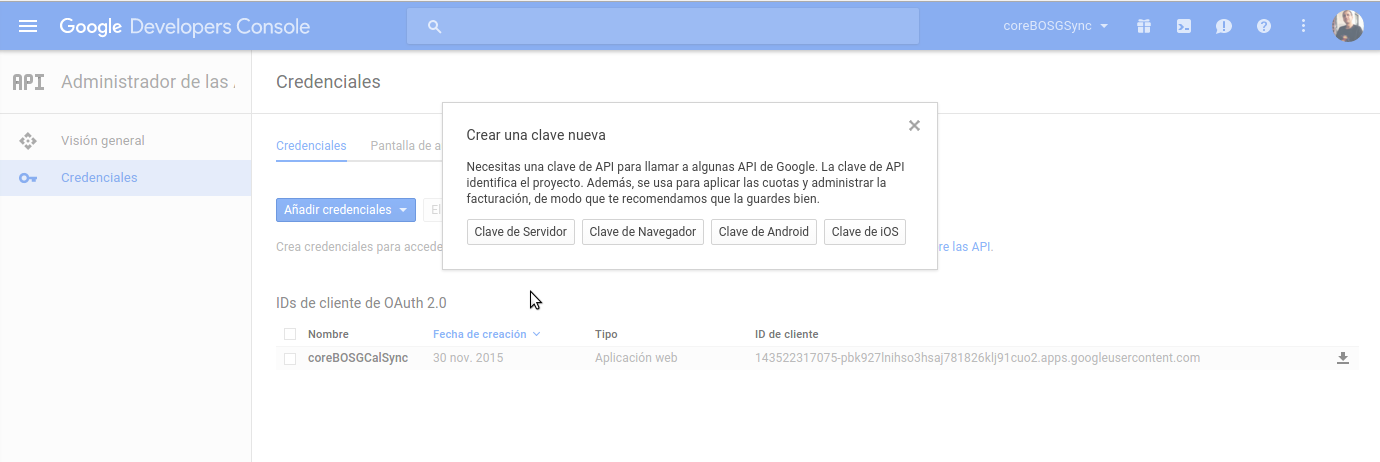 Google Developers Console
coreBOSGSync
API Administrador de las .
Credenciales
Visión general
Credenciales
Credenciales Pantalla de a
Añadir credenciales El
Crea credenciales para accede re las API.
Crear una clave nueva
Necesitas una clave de API para llamar a algunas API de Google. La clave de API
identifica el proyecto. Además, se usa para aplicar las cuotas y administrar la
facturación, de modo que te recomendamos que la guardes bien.
Clave de Servidor Clave de Navegador Clave de Android Clave de iOS
IDs de cliente de OAuth 2.0
Nombre Fecha de creación Tipo ID de cliente
coreBOSGCalSync 30 nov. 2015 Aplicación web 143522317075-pbk927lnihso3hsaj781826klj91cuo2.apps.googleusercontent.com